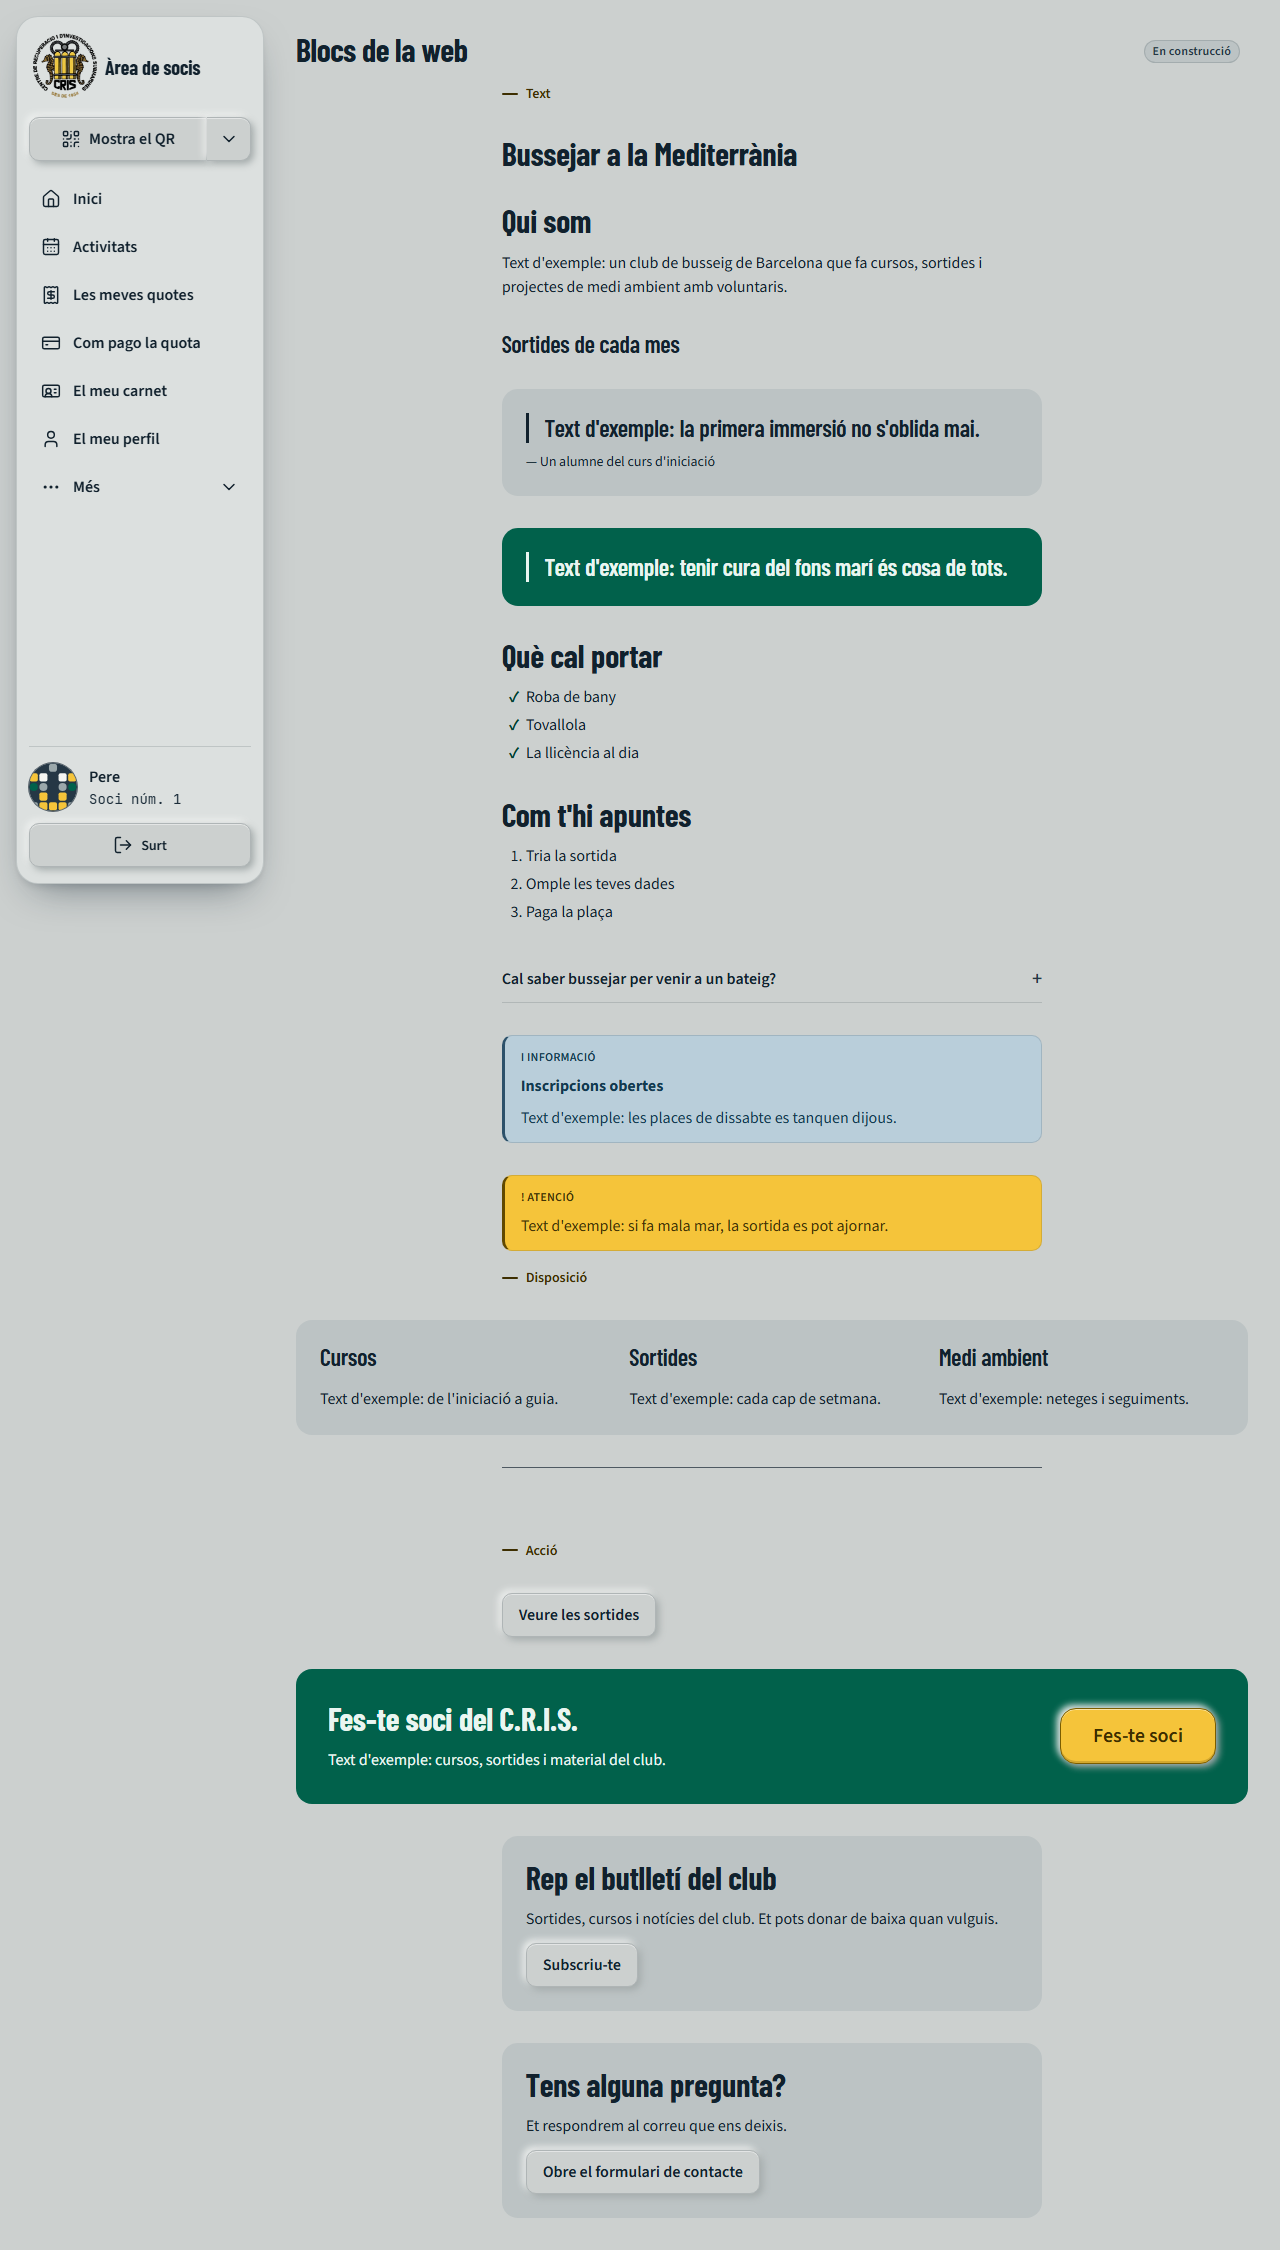 CENTRE DE RECUPERACIÓ I D'INVESTIGACIONS SUBMARINES
CRIS
Àrea de socis
Mostra el QR
Inici
Activitats
Les meves quotes
Com pago la quota
El meu carnet
El meu perfil
Més
Pere
Soci núm. 1
Surt
Blocs de la web
En construcció
Text
Bussejar a la Mediterrània
Qui som
Text d'exemple: un club de busseig de Barcelona que fa cursos, sortides i
projectes de medi ambient amb voluntaris.
Sortides de cada mes
Text d'exemple: la primera immersió no s'oblida mai.
— Un alumne del curs d'iniciació
Text d'exemple: tenir cura del fons marí és cosa de tots.
Què cal portar
✓ Roba de bany
✓ Tovallola
✓ La llicència al dia
Com t'hi apuntes
1. Tria la sortida
2. Omple les teves dades
3. Paga la plaça
Cal saber bussejar per venir a un bateig? +
I INFORMACIÓ
Inscripcions obertes
Text d'exemple: les places de dissabte es tanquen dijous.
! ATENCIÓ
Text d'exemple: si fa mala mar, la sortida es pot ajornar.
Disposició
Cursos
Text d'exemple: de l'iniciació a guia.
Sortides
Text d'exemple: cada cap de setmana.
Medi ambient
Text d'exemple: neteges i seguiments.
Acció
Veure les sortides
Fes-te soci del C.R.I.S.
Text d'exemple: cursos, sortides i material del club.
Fes-te soci
Rep el butlletí del club
Sortides, cursos i notícies del club. Et pots donar de baixa quan vulguis.
Subscriu-te
Tens alguna pregunta?
Et respondrem al correu que ens deixis.
Obre el formulari de contacte